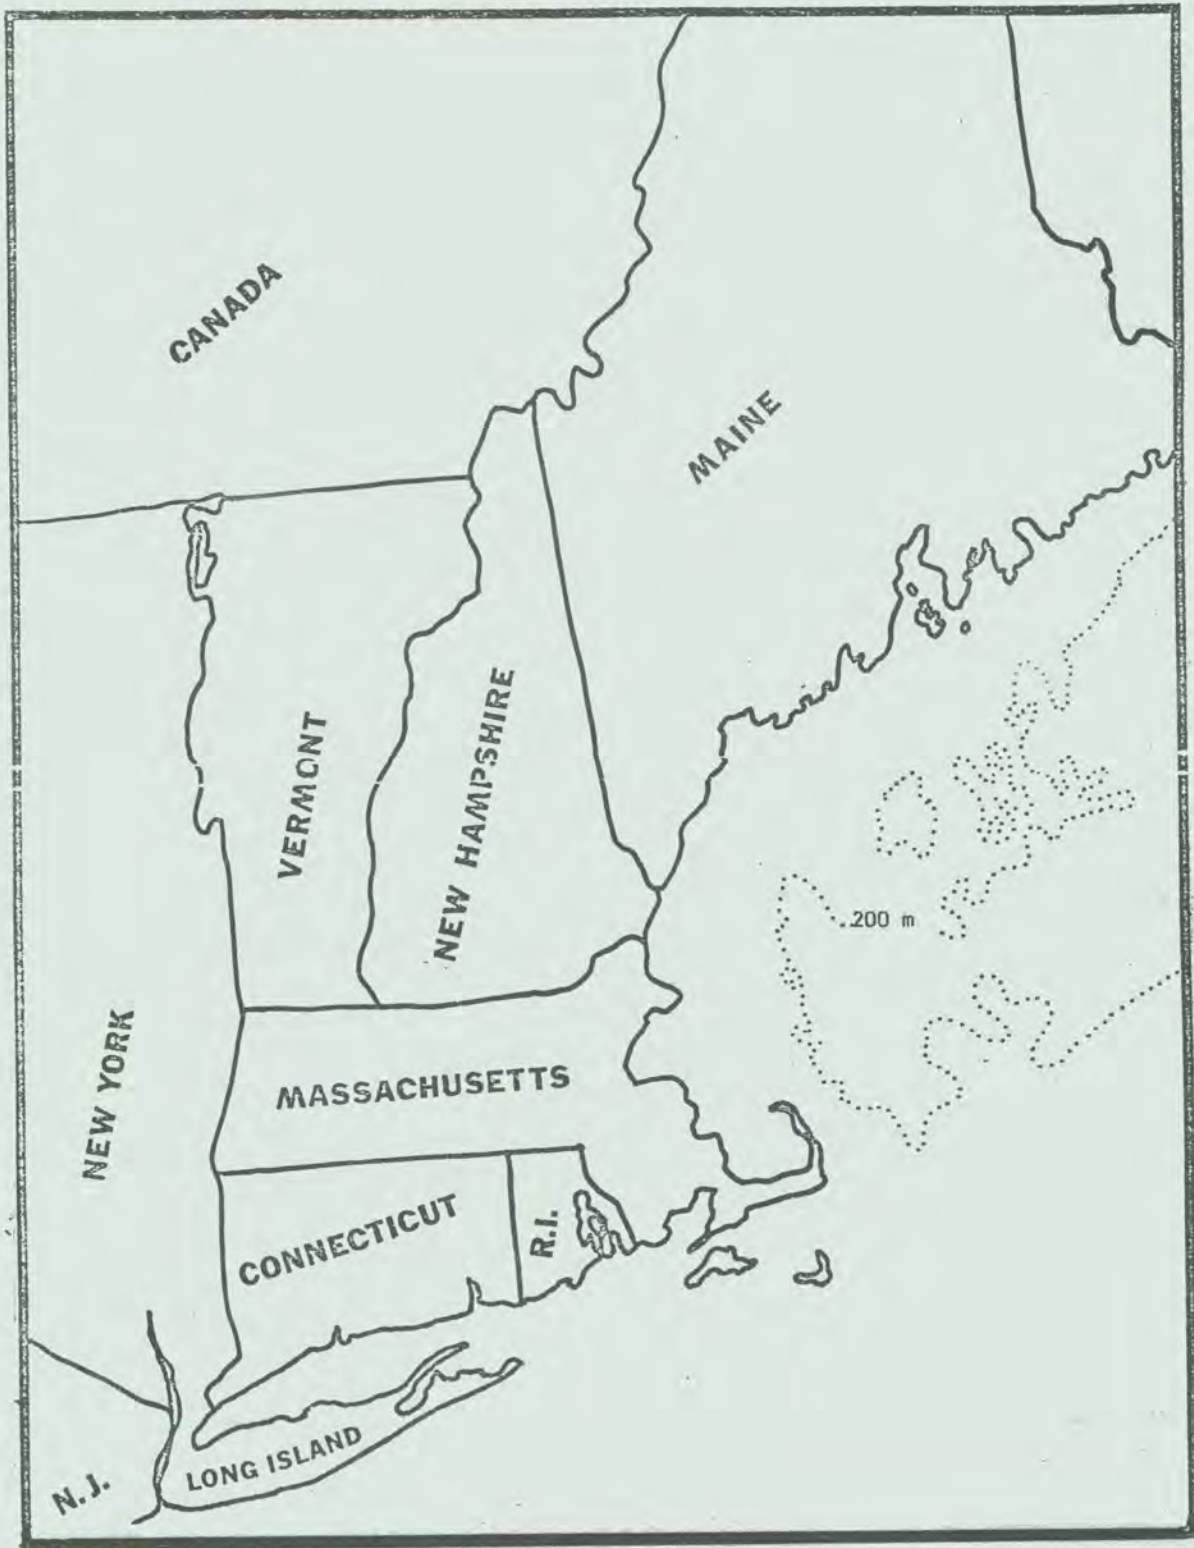 CANADA
MAINE
VERMONT
NEW HAMPSHIRE
200 m
NEW YORK
MASSACHUSETTS
CONNECTICUT
R.I.
LONG ISLAND
N.J.